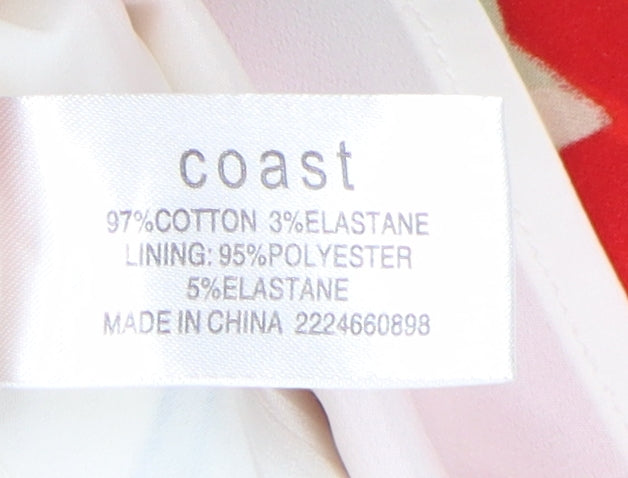 coast
97%COTTON 3%ELASTANE
LINING: 95%POLYESTER
5%ELASTANE
MADE IN CHINA 2224660898